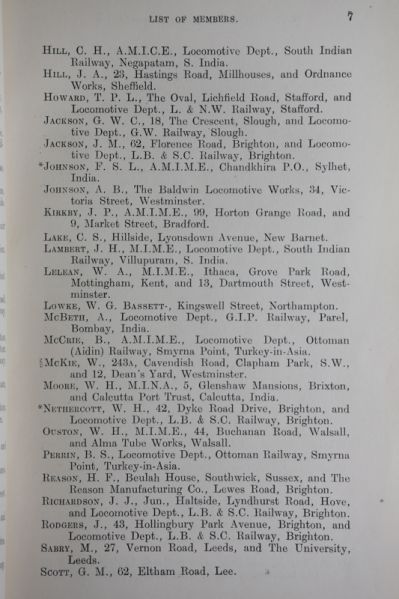 LIST OF MEMBERS. 7
HILL, C. H., A.M.I.C.E., Locomotive Dept., South Indian
Railway, Negapatam, S. India.
HILL, J. A., 23, Hastings Road, Millhouses, and Ordnance
Works, Sheffield.
HOWARD, T. P. L., The Oval, Lichfield Road, Stafford, and
Locomotive Dept., L. & N.W. Railway, Stafford.
JACKSON, G. W. C., 18, The Crescent, Slough, and Locomo-
tive Dept., G.W. Railway, Slough.
JACKSON, J. M., 62, Florence Road, Brighton, and Locomo-
tive Dept., L.B. & S.C. Railway, Brighton.
*JOHNSON, F. S. L., A.M.I.M.E., Chandkhira P.O., Sylhet,
India.
JOHNSON, A. B., The Baldwin Locomotive Works, 34, Vic-
toria Street, Westminster.
KIRKBY, J. P., A.M.I.M.E., 99, Horton Grange Road, and
9, Market Street, Bradford.
LAKE, C. S., Hillside, Lyonsdown Avenue, New Barnet.
LAMBERT, J. H., M.I.M.E., Locomotive Dept., South Indian
Railway, Villupuram, S. India.
LELEAN, W. A., M.I.M.E., Ithaca, Grove Park Road,
Mottingham, Kent, and 13, Dartmouth Street, West-
minster.
LOWKE, W. G. BASSETT-, Kingswell Street, Northampton.
MCBETH, A., Locomotive Dept., G.I.P. Railway, Parel,
Bombay, India.
MCCRIE, B., A.M.I.M.E., Locomotive Dept., Ottoman
(Aidin) Railway, Smyrna Point, Turkey-in-Asia.
§MCKIE, W., 243A, Cavendish Road, Clapham Park, S.W.,
and 12, Dean's Yard, Westminster.
MOORE, W. H., M.I.N.A., 5, Glenshaw Mansions, Brixton,
and Calcutta Port Trust, Calcutta, India.
*NETHERCOTT, W. H., 42, Dyke Road Drive, Brighton, and
Locomotive Dept., L.B. & S.C. Railway, Brighton.
OUSTON, W. H., M.I.M.E., 44, Buchanan Road, Walsall,
and Alma Tube Works, Walsall.
PERRIN, B. S., Locomotive Dept., Ottoman Railway, Smyrna
Point, Turkey-in-Asia.
REASON, H. F., Beulah House, Southwick, Sussex, and The
Reason Manufacturing Co., Lewes Road, Brighton.
RICHARDSON, J. J., Jun., Haltside, Lyndhurst Road, Hove,
and Locomotive Dept., L.B. & S.C. Railway, Brighton.
RODGERS, J., 43, Hollingbury Park Avenue, Brighton, and
Locomotive Dept., L.B. & S.C. Railway, Brighton.
SABRY, M., 27, Vernon Road, Leeds, and The University,
Leeds.
SCOTT, G. M., 62, Eltham Road, Lee.